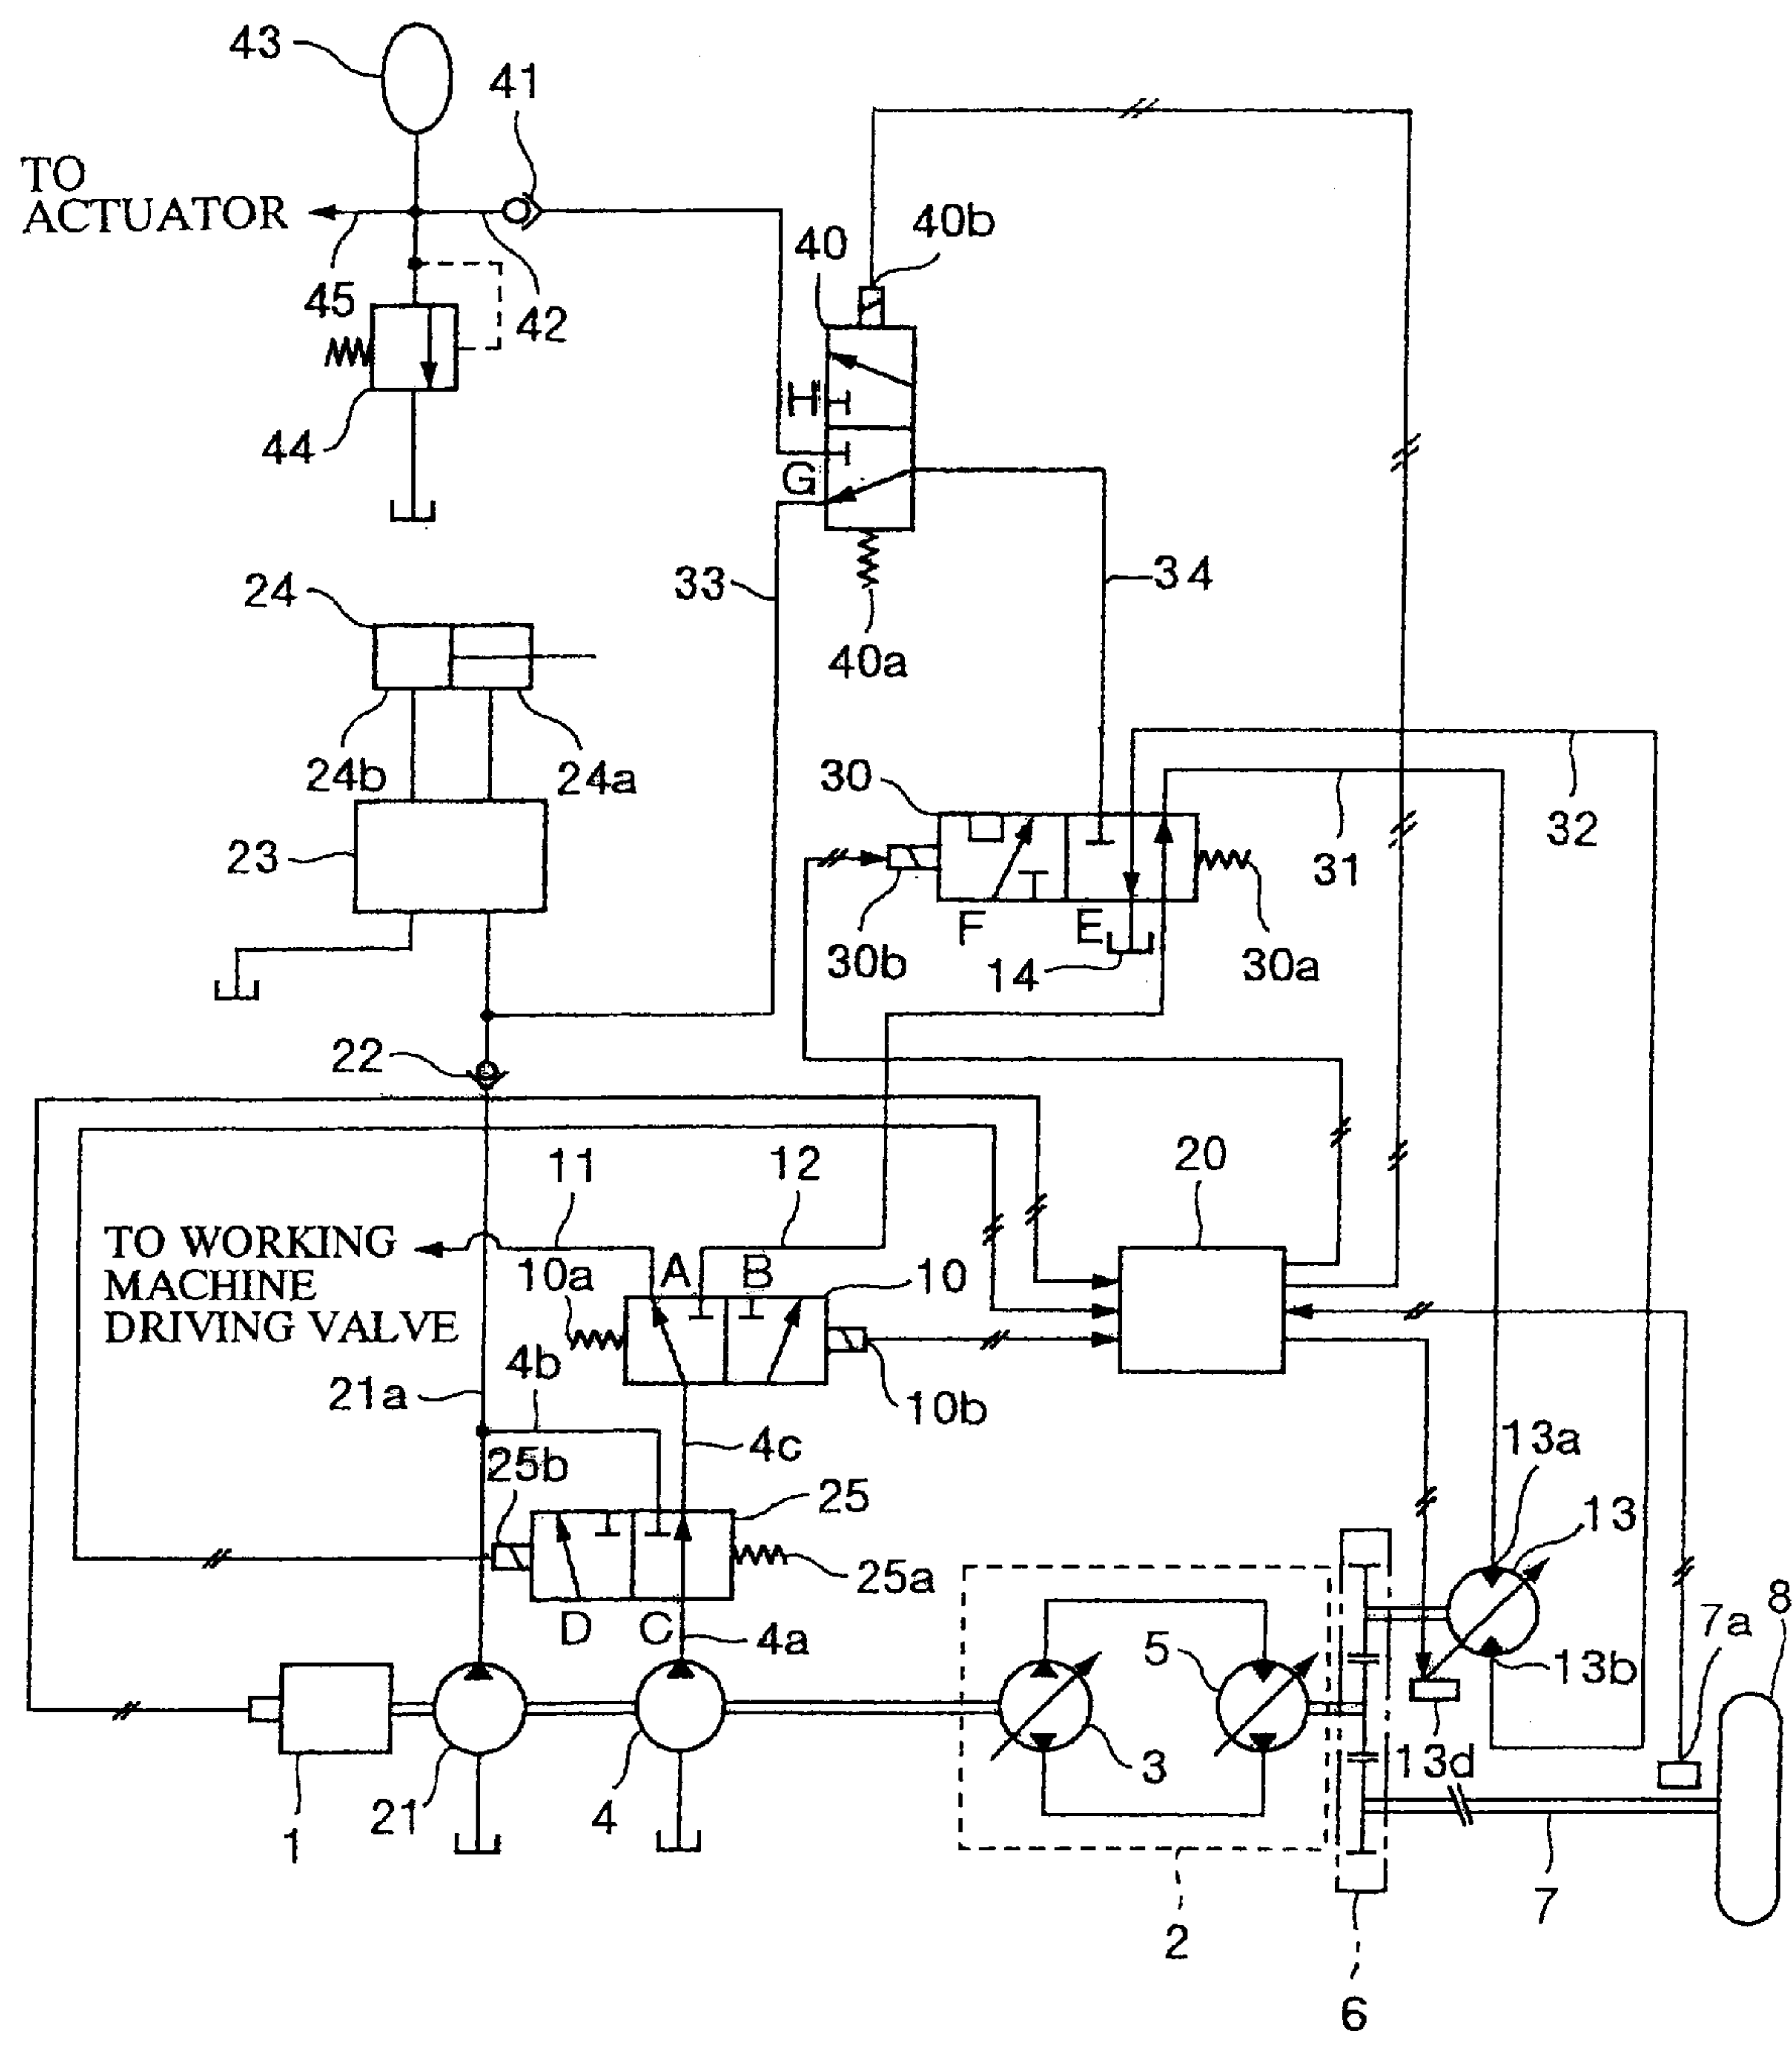 43
41
TO
ACTUATOR
40
40b
45
42
H
44
G
33
34
24
40a
24b
24a
30
32
23
31
F
E
30b
14
30a
22
20
11
12
TO WORKING
MACHINE
DRIVING VALVE
10a
A
B
10
4b
21a
10b
4c
13a
25b
25
13
25a
8
D
C
4a
7a
5
13b
3
13d
21
4
1
7
2
6